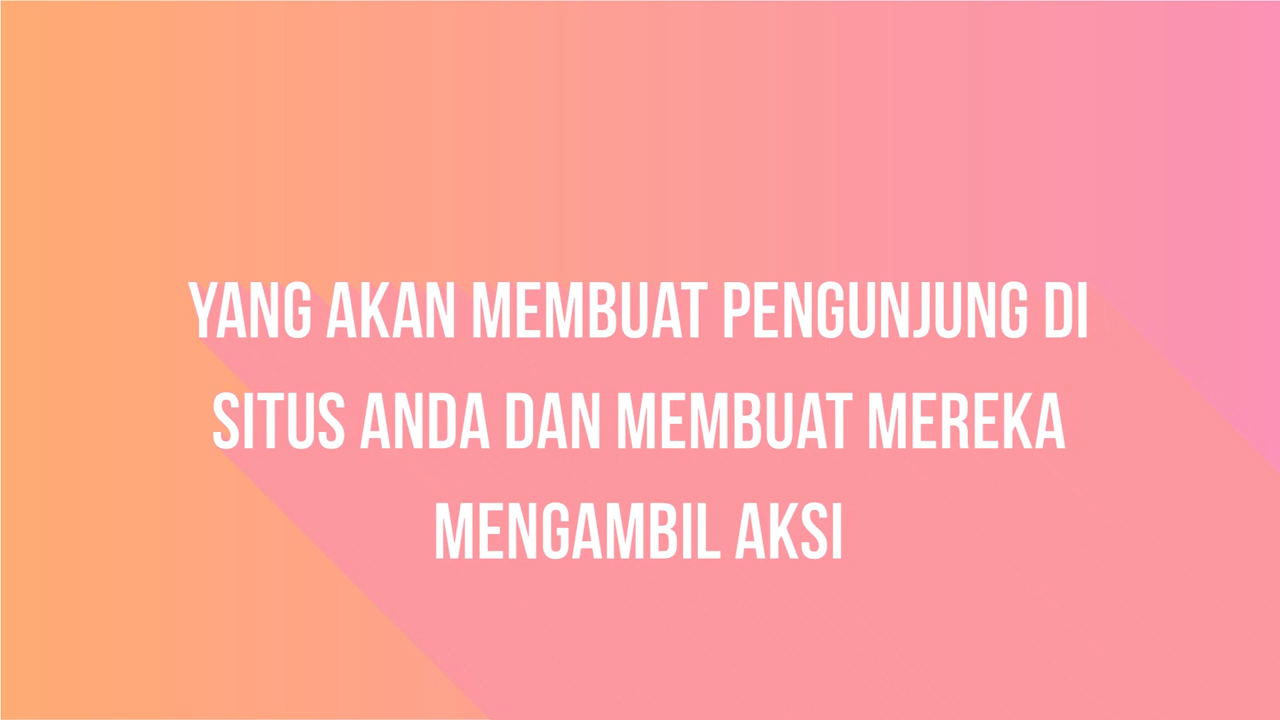 YANG AKAN MEMBUAT PENGUNJUNG DI
SITUS ANDA DAN MEMBUAT MEREKA
MENGAMBIL AKSI